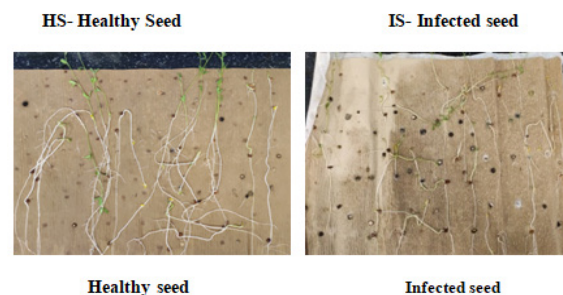 HS- Healthy Seed
IS- Infected seed
Healthy seed
Infected seed